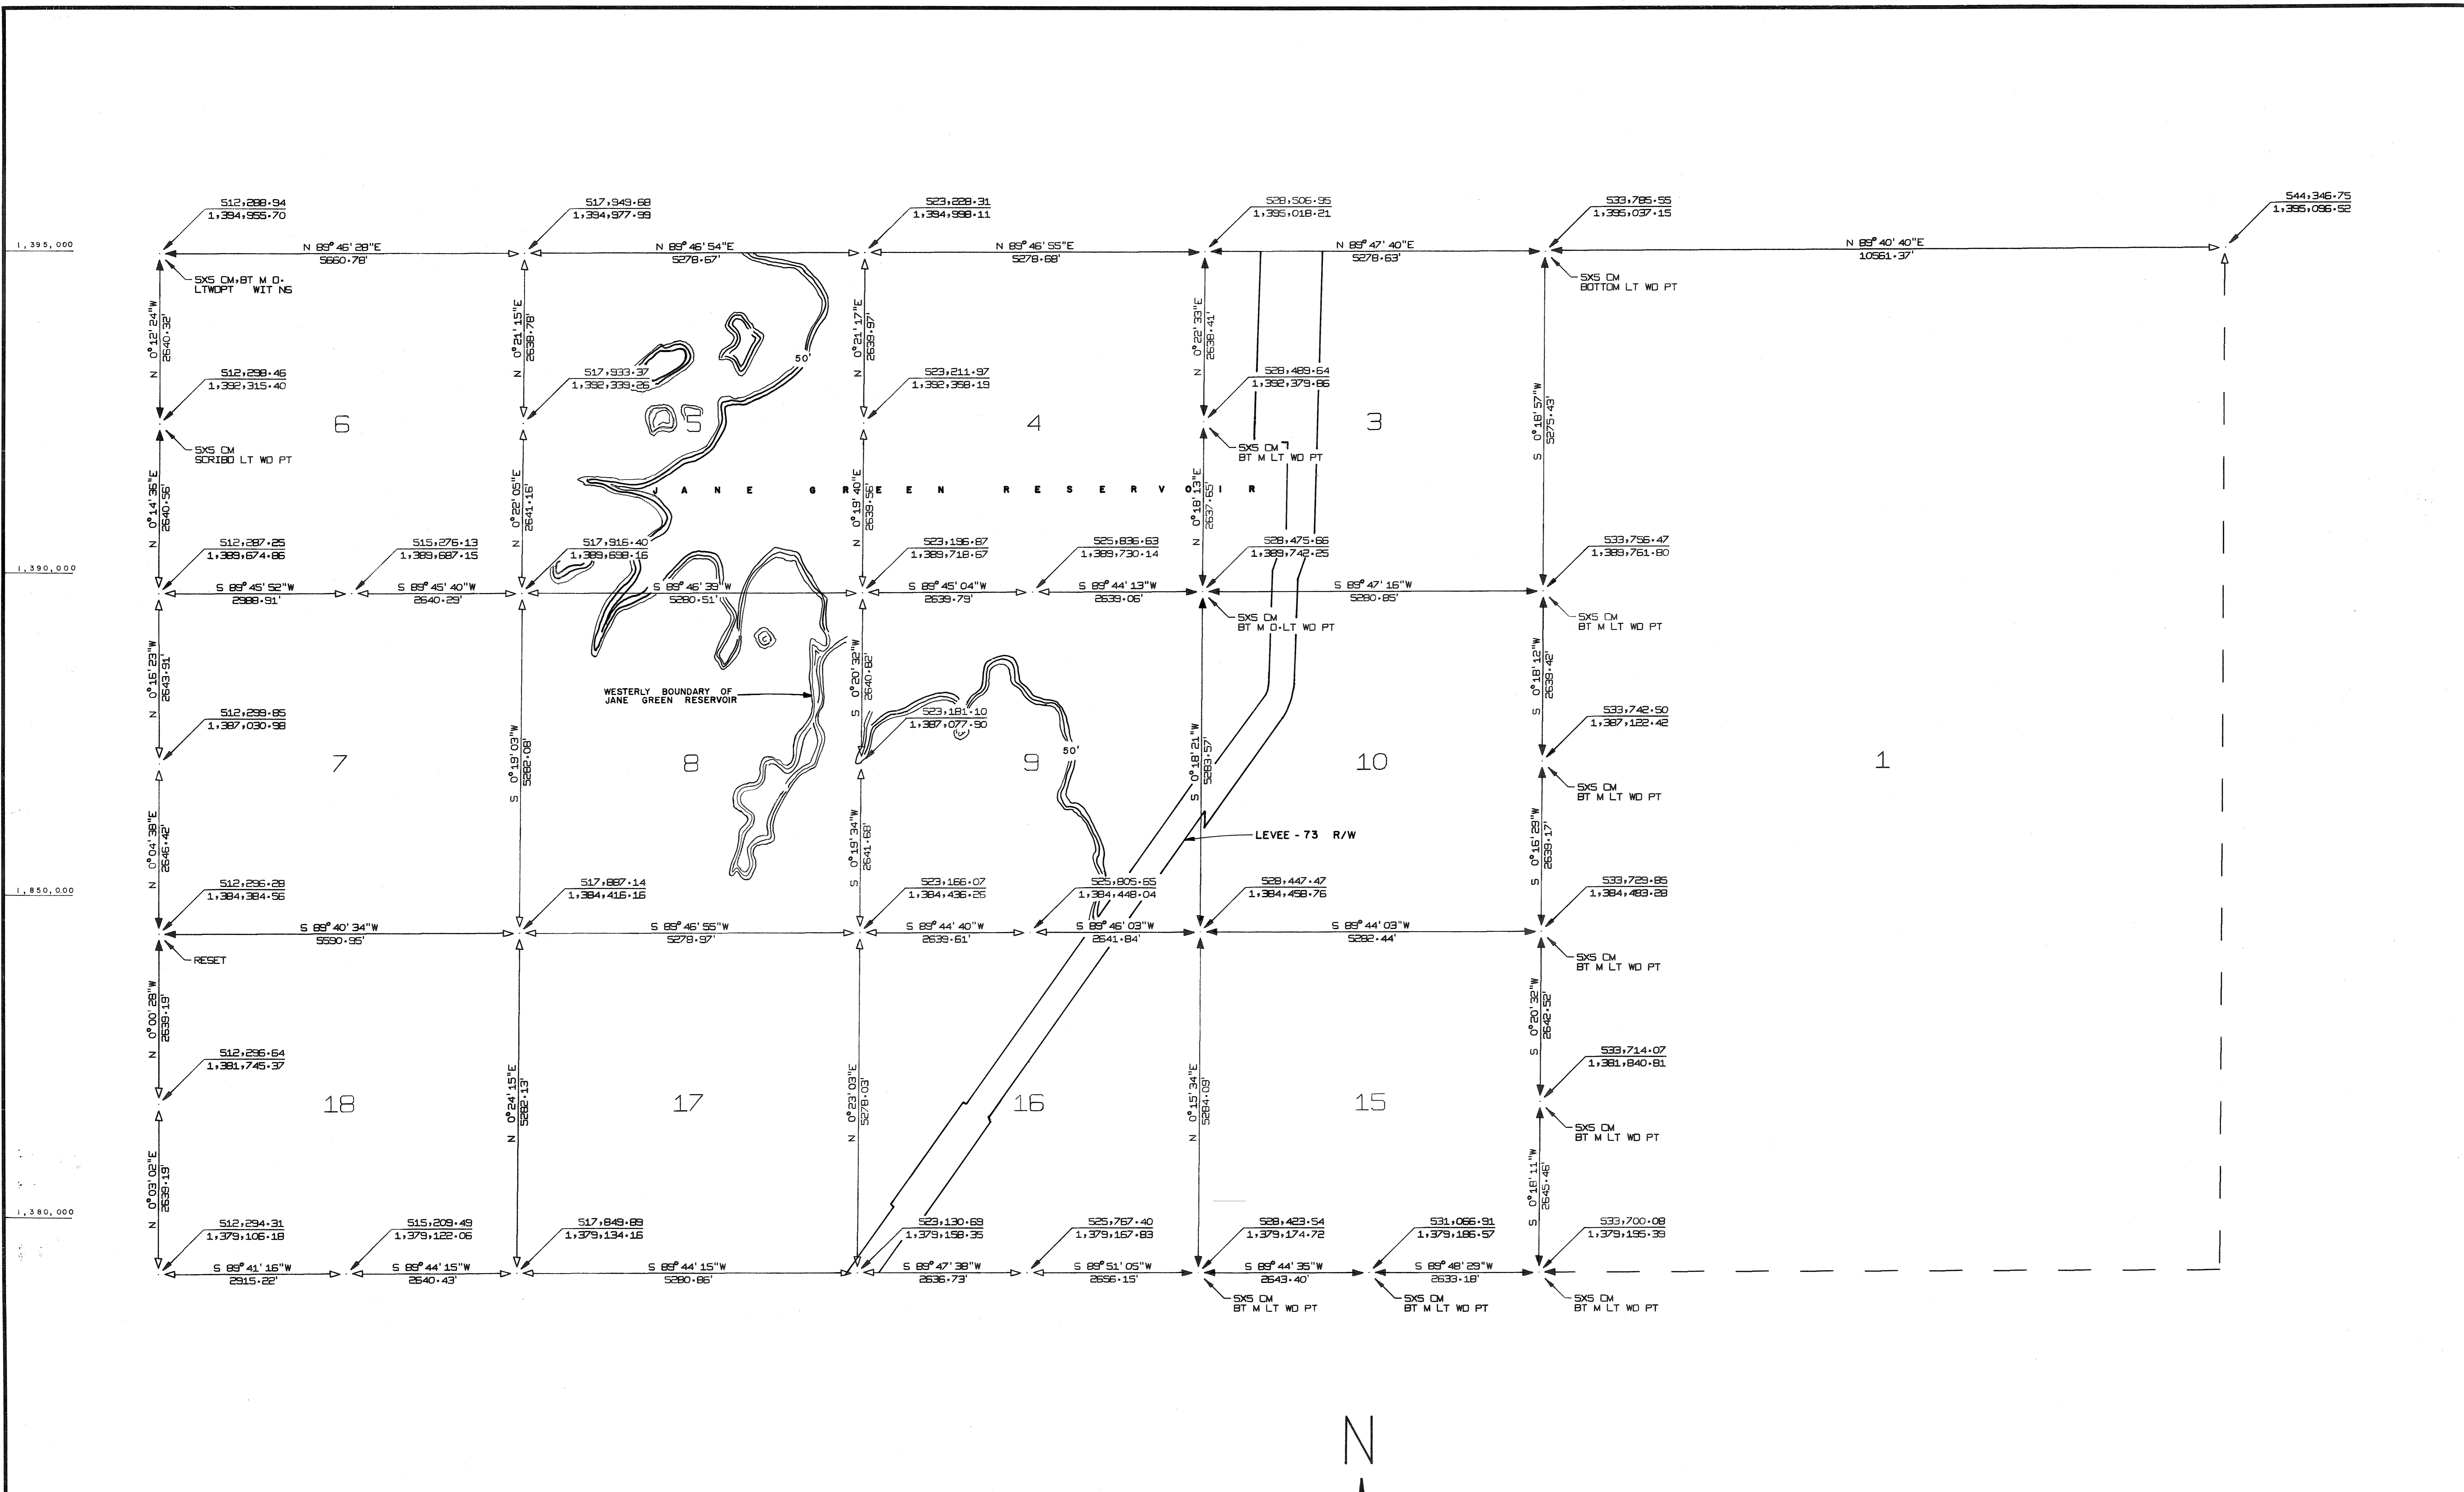 512,288.94
1,394,955.70
517,949.68
1,394,977.99
523,228.31
1,394,998.11
528,506.95
1,395,018.21
533,785.55
1,395,037.15
544,346.75
1,395,096.52
1,395,000
N 89° 46' 28"E
5660.78'
N 89° 46' 54"E
5278.67'
N 89° 46' 55"E
5278.68'
N 89° 47' 40"E
5278.63'
N 89° 40' 40"E
10561.37'
5X5 CM,BT M O.
LTWDPT WIT NS
5X5 CM
BOTTOM LT WD PT
N 0° 12' 24"W
2640.32'
N 0° 21' 15"E
2638.78'
N 0° 21' 17"E
2639.97'
N 0° 22' 33"E
2638.41'
S 0° 18' 57"W
5275.43'
50'
512,298.46
1,392,315.40
517,933.37
1,392,339.26
523,211.97
1,392,358.19
528,489.64
1,392,379.86
6
5
4
3
5X5 CM
SCRIBD LT WD PT
5X5 CM
BT M LT WD PT
JANE GREEN RESERVOIR
N 0° 14' 36"E
2640.56'
N 0° 22' 05"E
2641.16'
N 0° 19' 40"E
2639.56'
N 0° 18' 13"E
2637.65'
512,287.25
1,389,674.86
515,276.13
1,389,687.15
517,916.40
1,389,698.16
523,196.87
1,389,718.67
525,836.63
1,389,730.14
528,475.66
1,389,742.25
533,756.47
1,389,761.80
1,390,000
S 89° 45' 52"W
2988.91'
S 89° 45' 40"W
2640.29'
S 89° 46' 39"W
5280.51'
S 89° 45' 04"W
2639.79'
S 89° 44' 13"W
2639.06'
S 89° 47' 16"W
5280.85'
5X5 CM
BT M O.LT WD PT
5X5 CM
BT M LT WD PT
N 0° 16' 23"W
2643.91'
S 0° 19' 03"W
5282.08'
S 0° 20' 32"W
2640.82'
S 0° 18' 21"W
5283.57'
S 0° 18' 12"W
2639.42'
WESTERLY BOUNDARY OF
JANE GREEN RESERVOIR
512,299.85
1,387,030.98
523,181.10
1,387,077.90
533,742.50
1,387,122.42
50'
7
8
9
10
1
5X5 CM
BT M LT WD PT
N 0° 04' 38"E
2646.42'
S 0° 19' 34"W
2641.68'
LEVEE - 73 R/W
S 0° 16' 29"W
2639.17'
1,850,000
512,296.28
1,384,384.56
517,887.14
1,384,416.16
523,166.07
1,384,436.26
525,805.65
1,384,448.04
528,447.47
1,384,458.76
533,729.85
1,384,483.28
S 89° 40' 34"W
5590.95'
S 89° 46' 55"W
5278.97'
S 89° 44' 40"W
2639.61'
S 89° 46' 03"W
2641.84'
S 89° 44' 03"W
5282.44'
RESET
5X5 CM
BT M LT WD PT
N 0° 00' 28"W
2639.19'
N 0° 24' 15"E
5282.13'
N 0° 23' 03"E
5278.03'
N 0° 15' 34"E
5284.09'
S 0° 20' 32"W
2642.52'
512,296.64
1,381,745.37
533,714.07
1,381,840.81
18
17
16
15
5X5 CM
BT M LT WD PT
N 0° 03' 02"E
2639.19'
S 0° 18' 11"W
2645.46'
1,380,000
512,294.31
1,379,106.18
515,209.49
1,379,122.06
517,849.89
1,379,134.16
523,130.69
1,379,158.35
525,767.40
1,379,167.83
528,423.54
1,379,174.72
531,066.91
1,379,186.57
533,700.08
1,379,195.39
S 89° 41' 16"W
2915.22'
S 89° 44' 15"W
2640.43'
S 89° 44' 15"W
5280.86'
S 89° 47' 38"W
2636.73'
S 89° 51' 05"W
2656.15'
S 89° 44' 35"W
2643.40'
S 89° 48' 29"W
2633.18'
5X5 CM
BT M LT WD PT
5X5 CM
BT M LT WD PT
5X5 CM
BT M LT WD PT
N